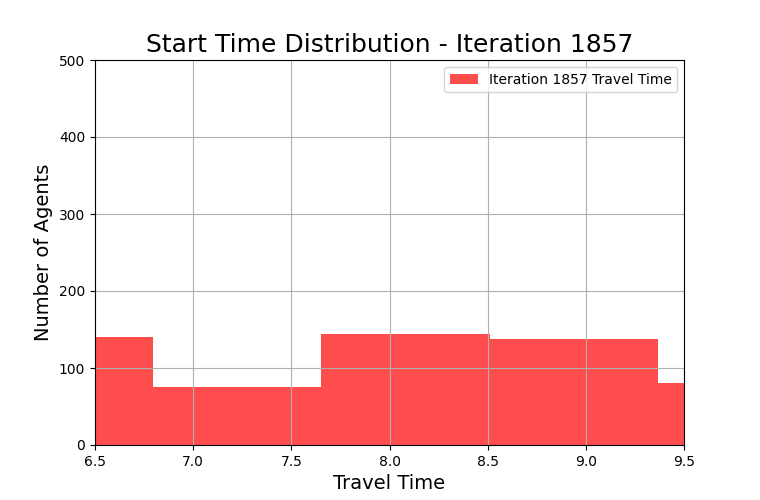 Start Time Distribution - Iteration 1857
Iteration 1857 Travel Time
Number of Agents
500
400
300
200
100
0
6.5 7.0 7.5 8.0 8.5 9.0 9.5
Travel Time